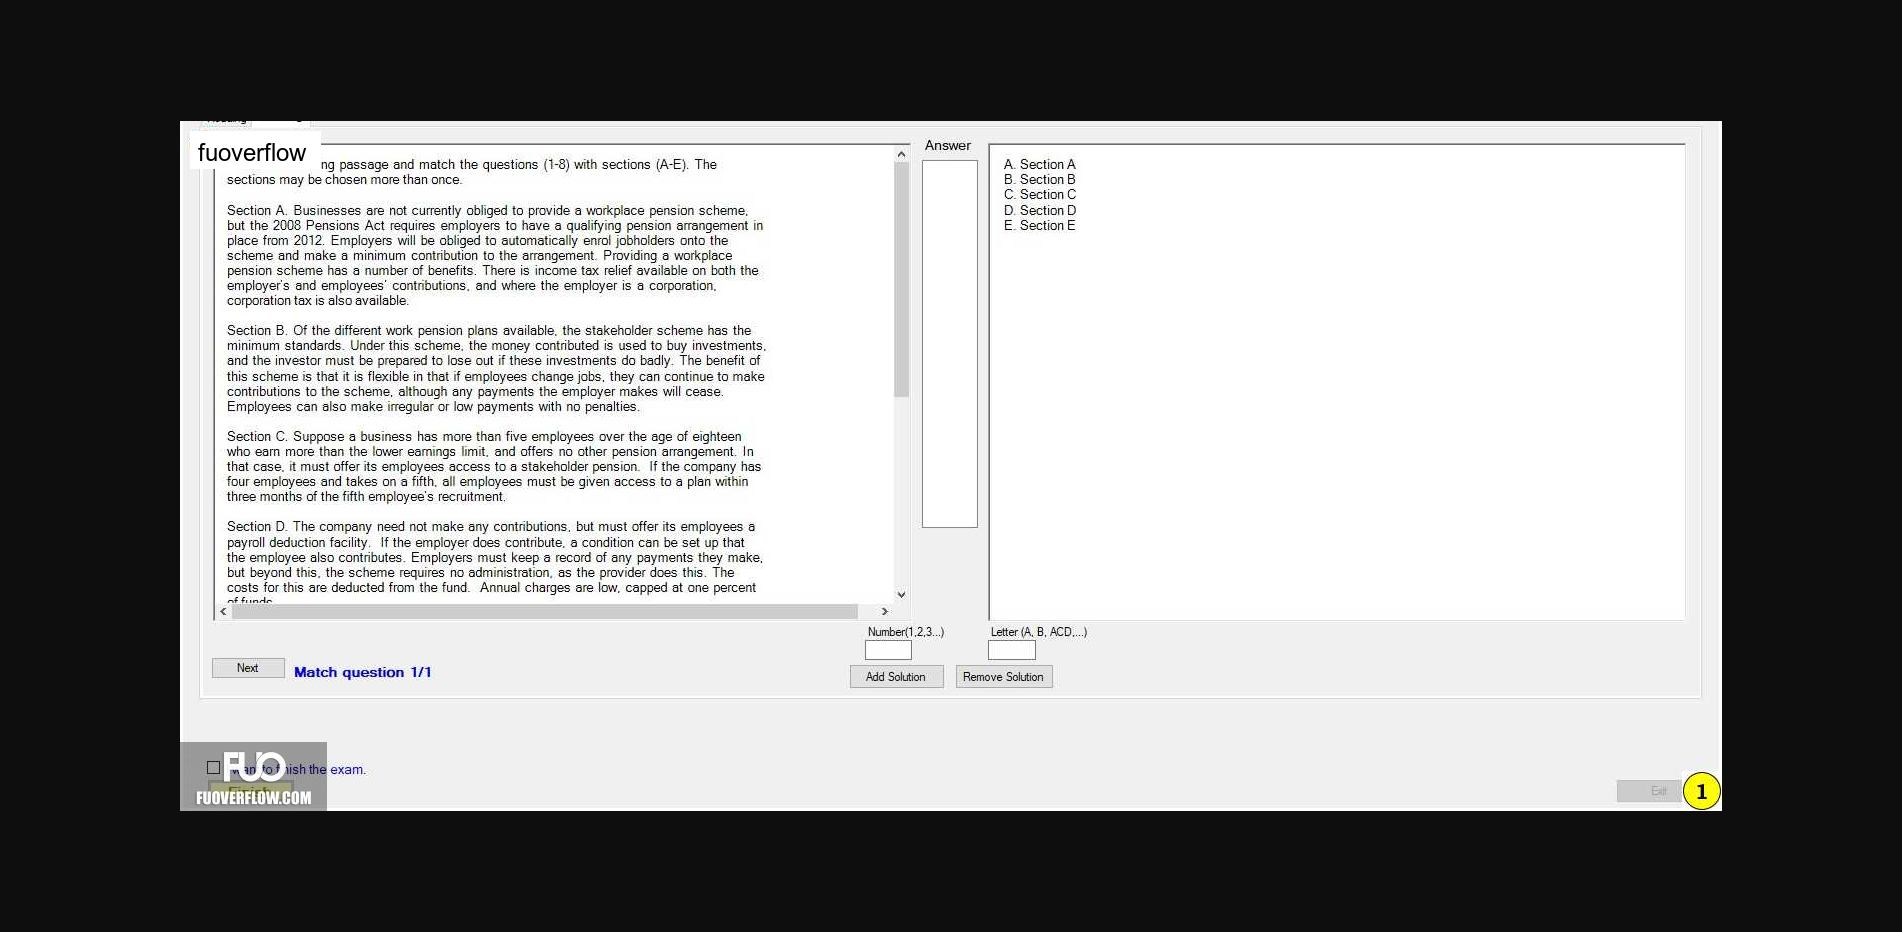 fuoverflow
Answer
ng passage and match the questions (1-8) with sections (A-E). The
sections may be chosen more than once.
Section A. Businesses are not currently obliged to provide a workplace pension scheme,
but the 2008 Pensions Act requires employers to have a qualifying pension arrangement in
place from 2012. Employers will be obliged to automatically enrol jobholders onto the
scheme and make a minimum contribution to the arrangement. Providing a workplace
pension scheme has a number of benefits. There is income tax relief available on both the
employer's and employees' contributions, and where the employer is a corporation,
corporation tax is also available.
Section B. Of the different work pension plans available, the stakeholder scheme has the
minimum standards. Under this scheme, the money contributed is used to buy investments,
and the investor must be prepared to lose out if these investments do badly. The benefit of
this scheme is that it is flexible in that if employees change jobs, they can continue to make
contributions to the scheme, although any payments the employer makes will cease.
Employees can also make irregular or low payments with no penalties.
Section C. Suppose a business has more than five employees over the age of eighteen
who earn more than the lower earnings limit, and offers no other pension arrangement. In
that case, it must offer its employees access to a stakeholder pension. If the company has
four employees and takes on a fifth, all employees must be given access to a plan within
three months of the fifth employee's recruitment.
Section D. The company need not make any contributions, but must offer its employees a
payroll deduction facility. If the employer does contribute, a condition can be set up that
the employee also contributes. Employers must keep a record of any payments they make,
but beyond this, the scheme requires no administration, as the provider does this. The
costs for this are deducted from the fund. Annual charges are low, capped at one percent
of funds
A. Section A
B. Section B
C. Section C
D. Section D
E. Section E
Number(1,2,3...)
Letter (A, B, ACD,...)
Next
Match question 1/1
Add Solution
Remove Solution
FUO
want to finish the exam.
Finish
FUOVERFLOW.COM
Exit
1